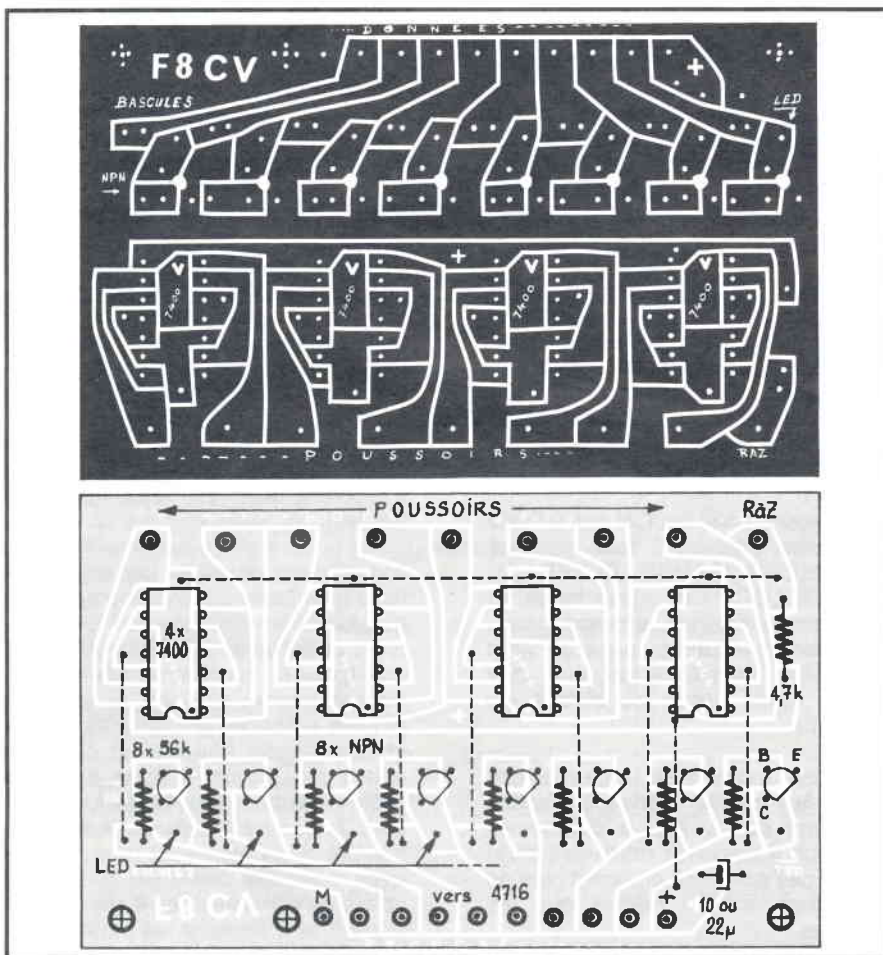 DONNEES
F8CV
+
BASCULES
LED
NPN
+
V V V V
7400 7400 7400 7400
POUSSOIRS
RAZ
POUSSOIRS RàZ
4x
7400
4,7k
8x 56k 8x NPN
B E
C
LED
M vers 4716 +
10 ou
22µ
F8CV